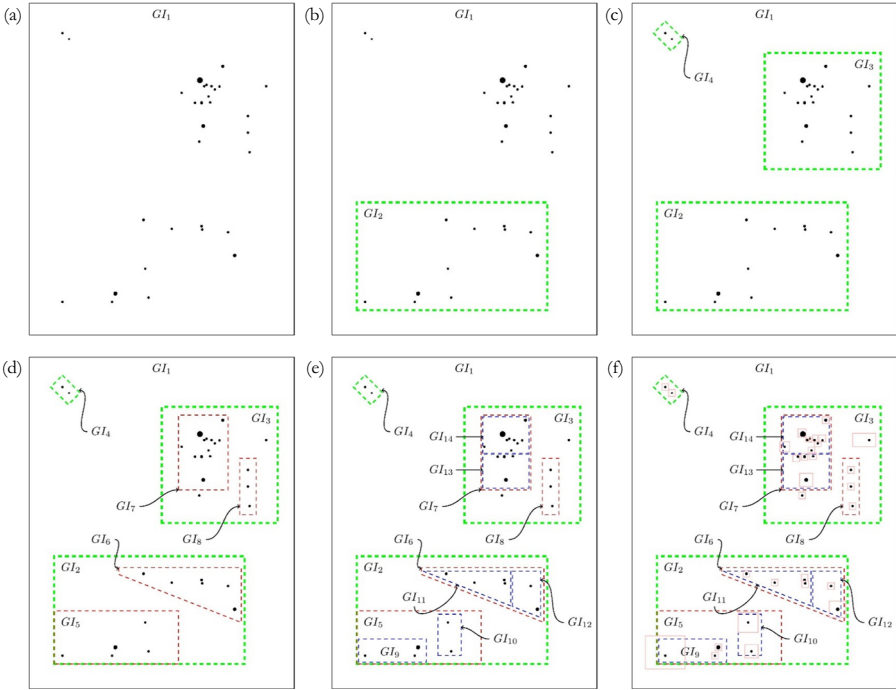 (a) GI₁
(b) GI₁
GI₂
(c) GI₁
GI₃
GI₄
GI₂
(d) GI₁
GI₃
GI₄
GI₇
GI₈
GI₆
GI₂
GI₅
(e) GI₁
GI₃
GI₄
GI₁₄
GI₁₃
GI₇
GI₈
GI₆
GI₂
GI₁₁
GI₁₂
GI₅
GI₁₀
GI₉
(f) GI₁
GI₃
GI₄
GI₁₄
GI₁₃
GI₇
GI₈
GI₆
GI₂
GI₁₁
GI₁₂
GI₅
GI₁₀
GI₉